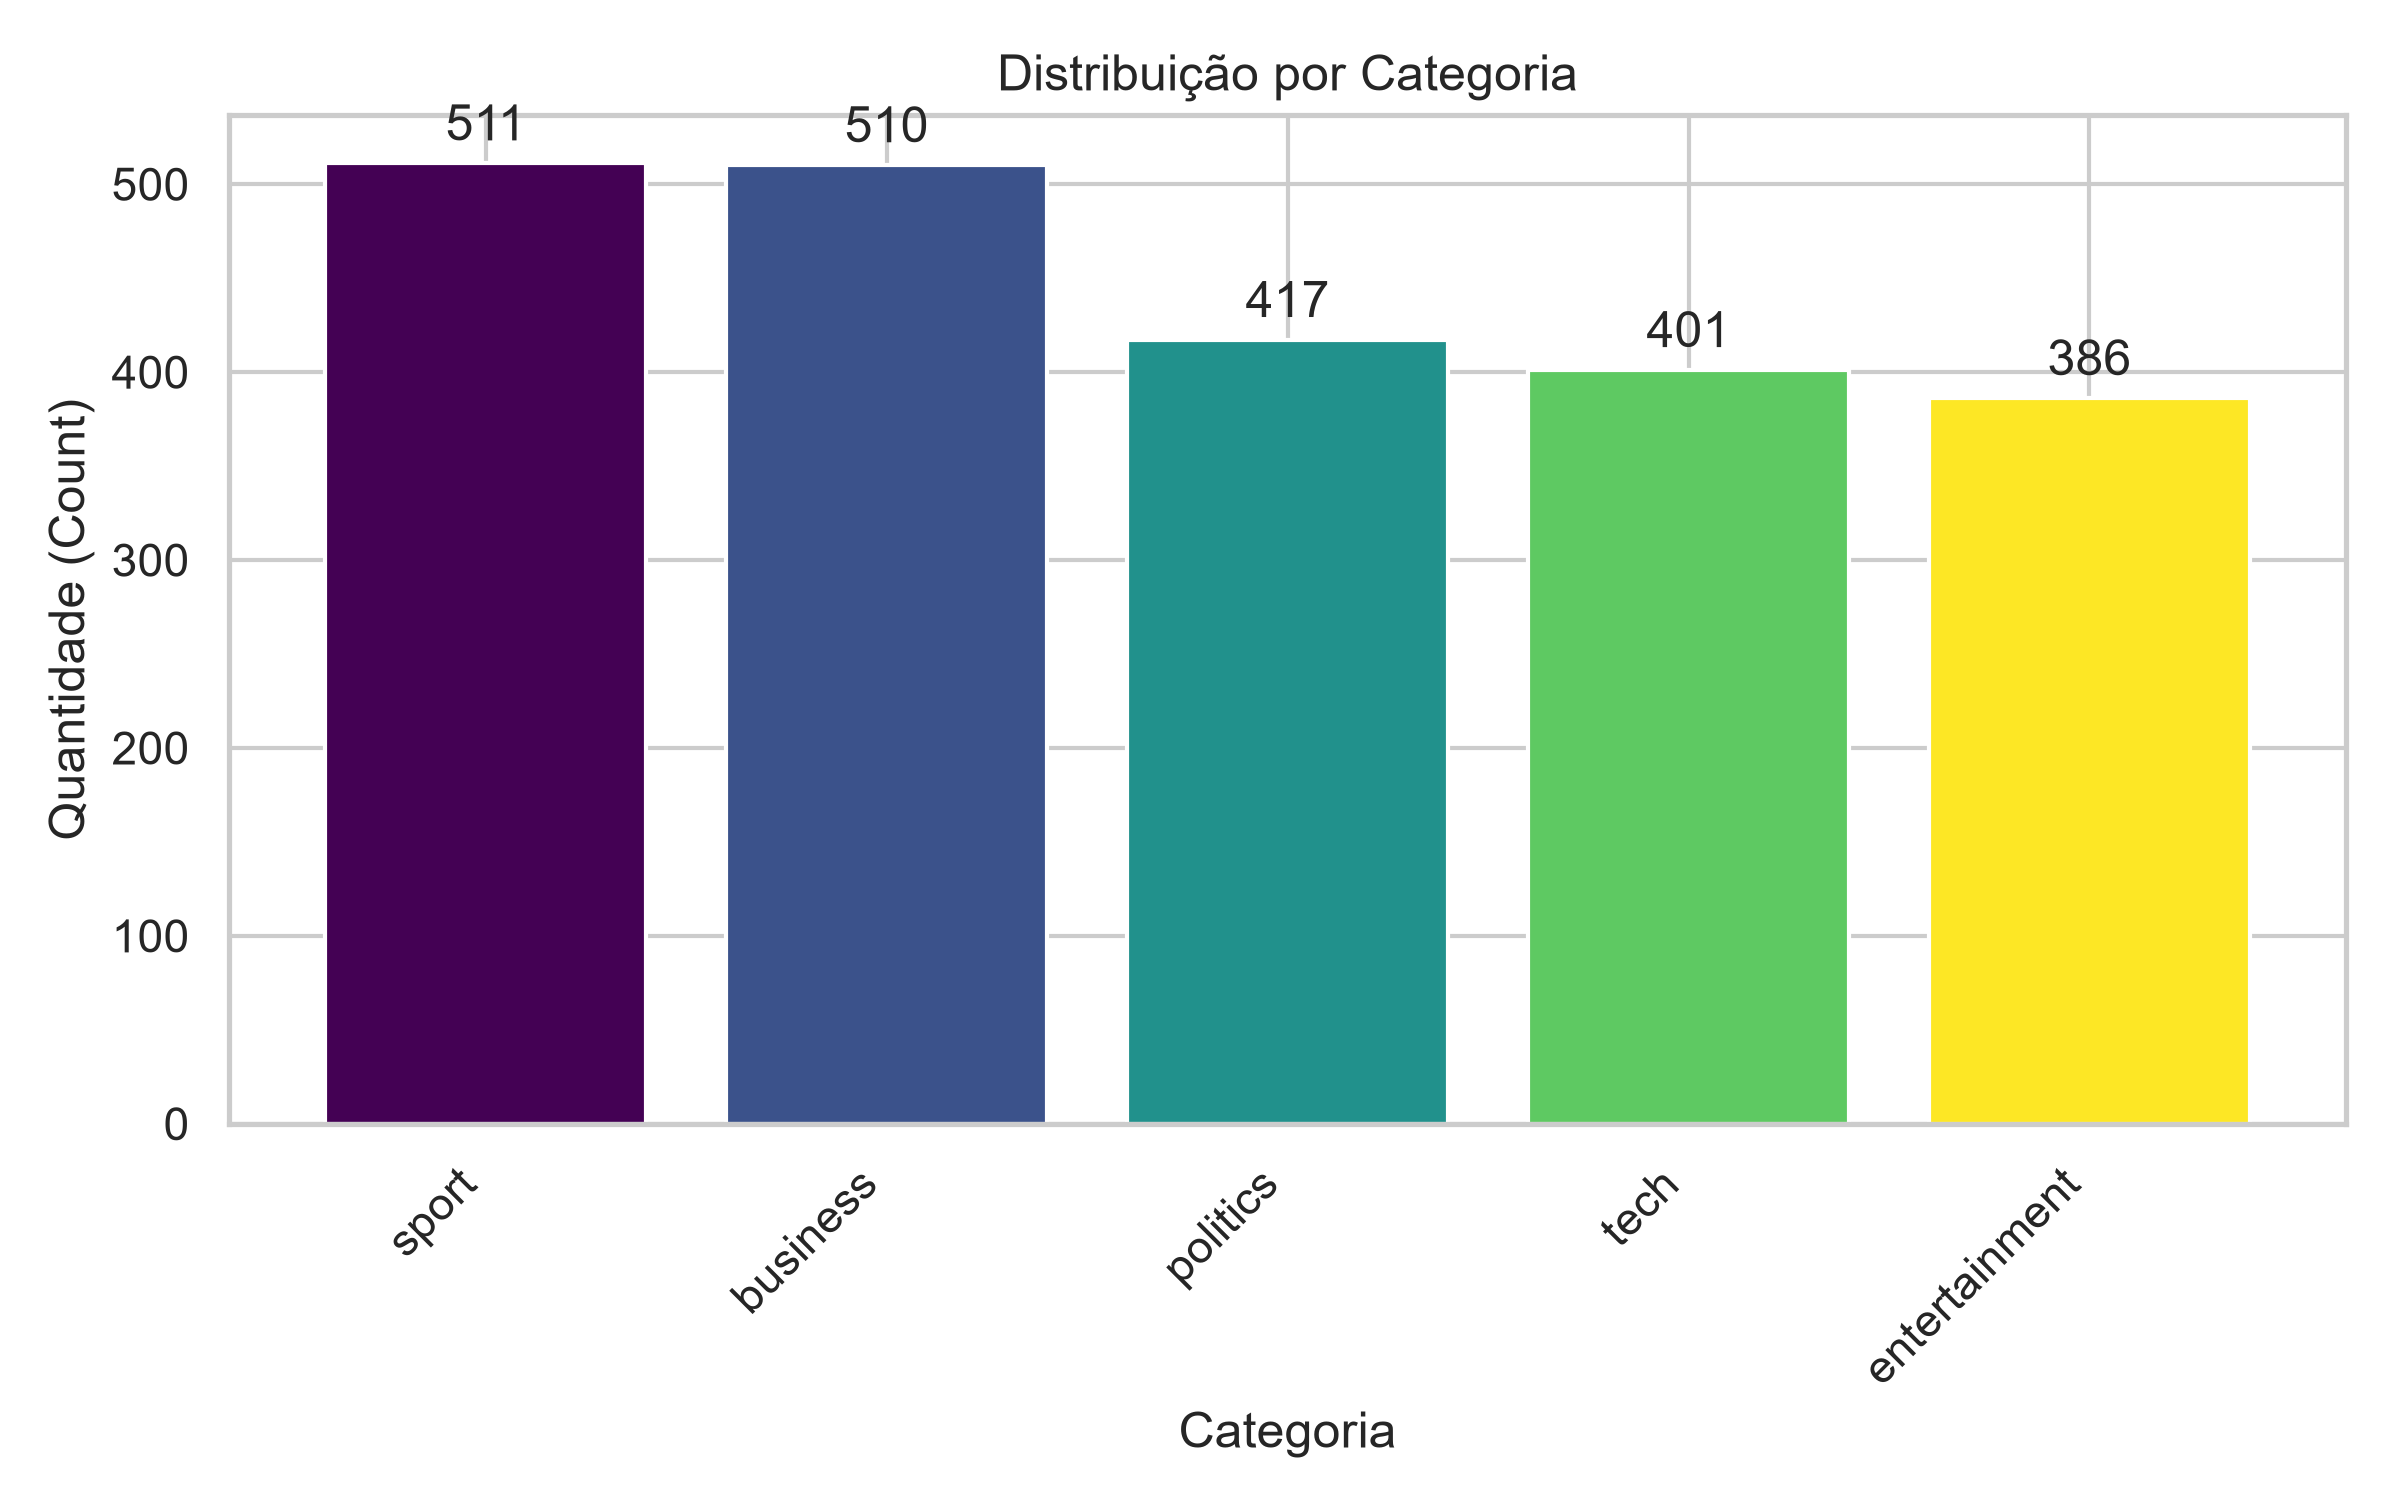 Distribuição por Categoria
511
510
417
401
386
500
400
300
200
100
0
Quantidade (Count)
sport
business
politics
tech
entertainment
Categoria